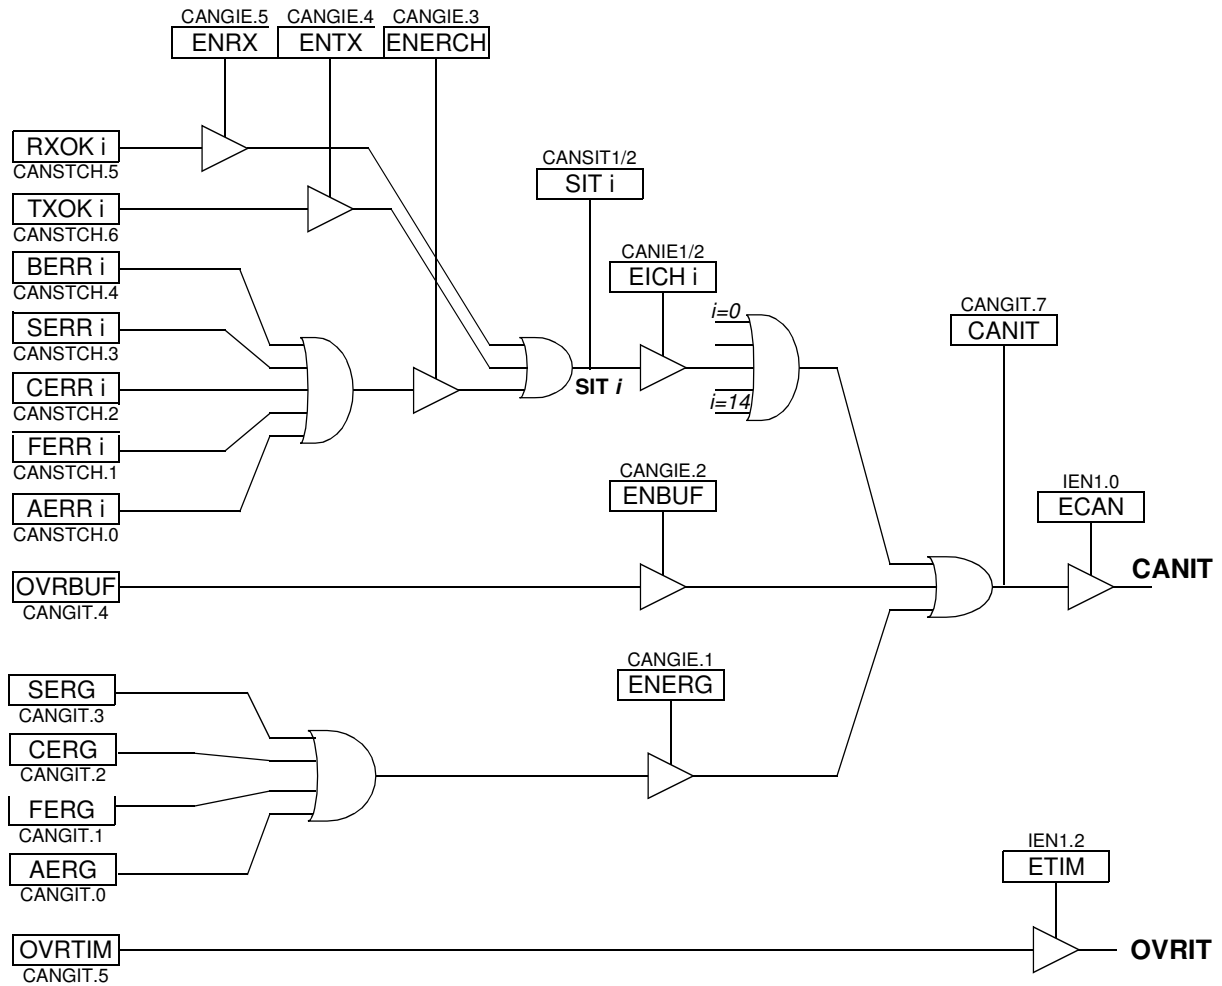 CANGIE.5 CANGIE.4 CANGIE.3
ENRX ENTX ENERCH
RXOK i
CANSTCH.5
TXOK i
CANSTCH.6
BERR i
CANSTCH.4
SERR i
CANSTCH.3
CERR i
CANSTCH.2
FERR i
CANSTCH.1
AERR i
CANSTCH.0
CANSIT1/2
SIT i
SIT i
CANIE1/2
EICH i
i=0
i=14
CANGIT.7
CANIT
CANGIE.2
ENBUF
IEN1.0
ECAN
CANIT
OVRBUF
CANGIT.4
CANGIE.1
ENERG
SERG
CANGIT.3
CERG
CANGIT.2
FERG
CANGIT.1
AERG
CANGIT.0
IEN1.2
ETIM
OVRTIM
CANGIT.5
OVRIT